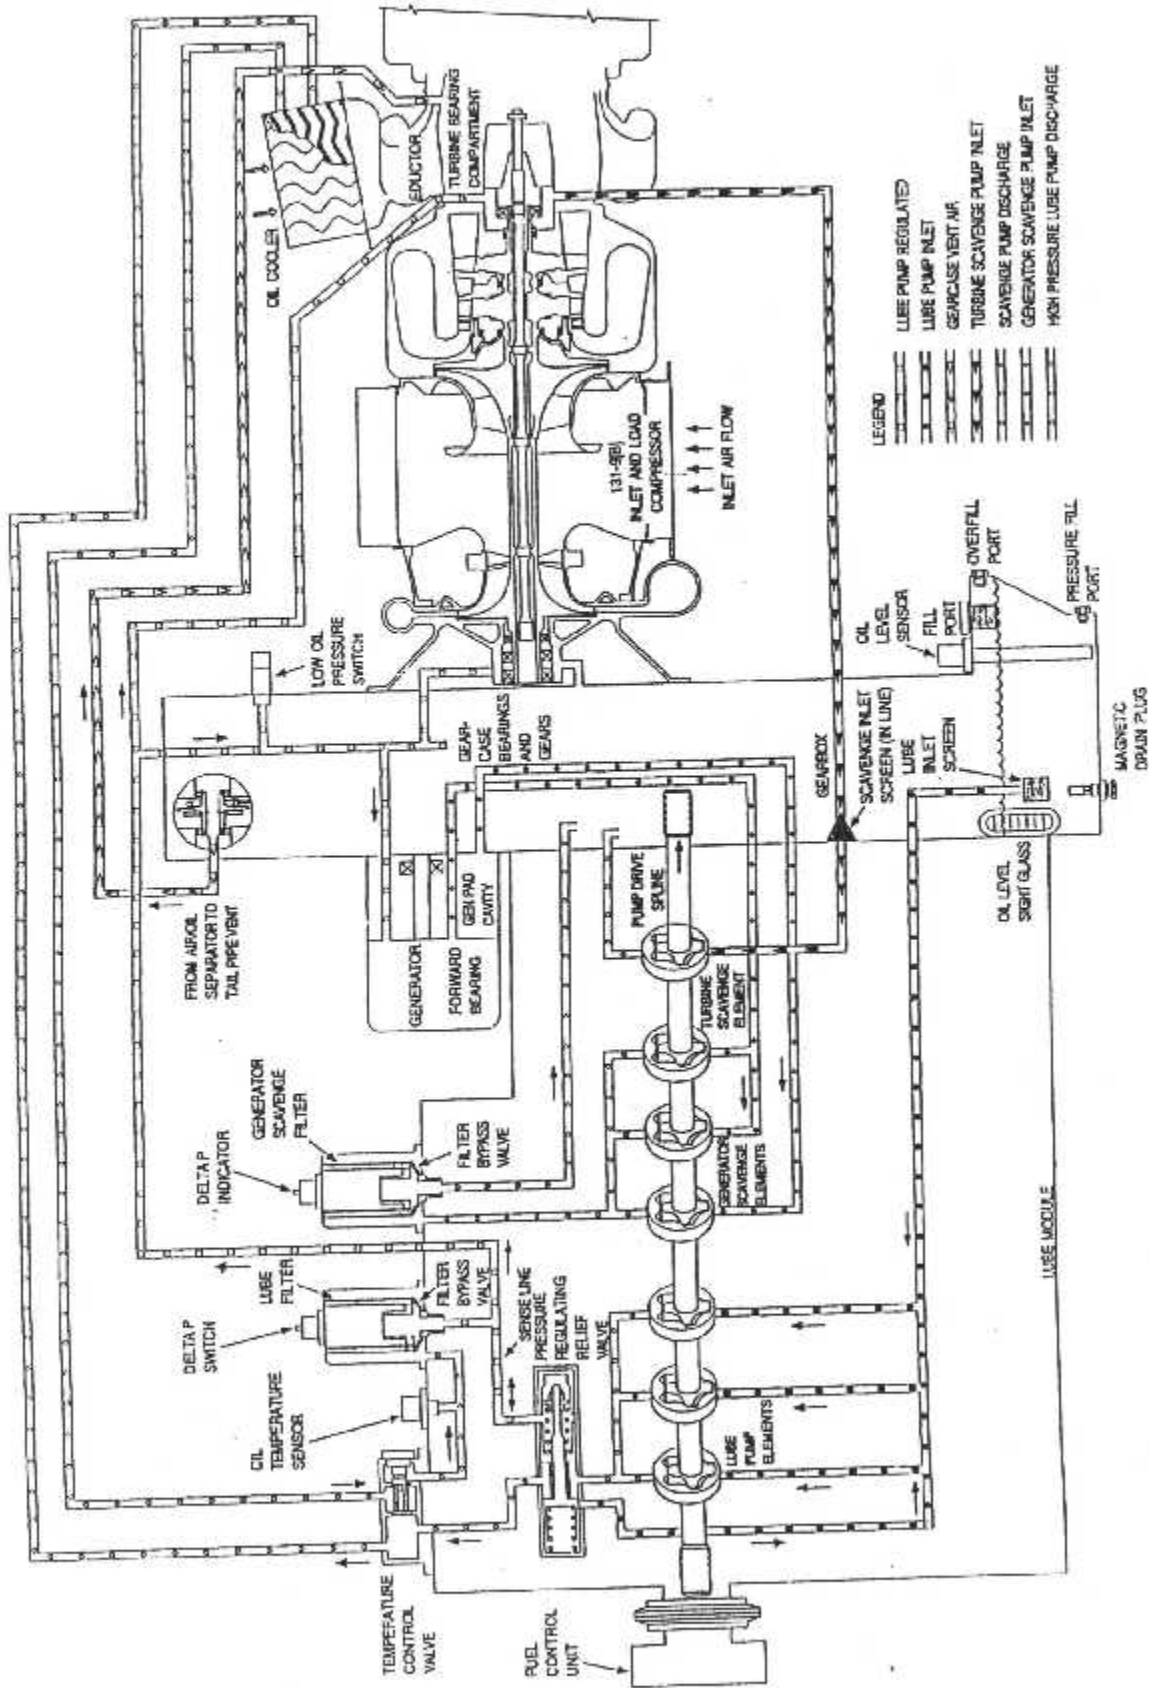 OIL COOLER
EDUCTOR
TURBINE BEARING
COMPARTMENT
131-9(B)
INLET AND LOAD
COMPRESSOR
INLET AIR FLOW
LOW OIL
PRESSURE
SWITCH
GEAR-
CASE
BEARINGS
AND
GEARS
FROM AIR/OIL
SEPARATOR TO
TAIL PIPE VENT
GENERATOR
FORWARD
BEARING
GEN PAD
CAVITY
DELTA P
INDICATOR
GENERATOR
SCAVENGE
FILTER
FILTER
BYPASS
VALVE
DELTA P
SWITCH
LUBE
FILTER
FILTER
BYPASS
VALVE
OIL
TEMPERATURE
SENSOR
SENSE LINE
PRESSURE
REGULATING
RELIEF
VALVE
TEMPERATURE
CONTROL
VALVE
FUEL
CONTROL
UNIT
LUBE
PUMP
ELEMENTS
GENERATOR
SCAVENGE
ELEMENTS
TURBINE
SCAVENGE
ELEMENT
PUMP DRIVE
SPLINE
GEARBOX
SCAVENGE INLET
SCREEN (IN LINE)
LUBE
INLET
SCREEN
OIL
LEVEL
SENSOR
FILL
PORT
OVERFILL
PORT
PRESSURE FILL
PORT
MAGNETIC
DRAIN PLUG
OIL LEVEL
SIGHT GLASS
LUBE MODULE
LEGEND
LUBE PUMP REGULATED
LUBE PUMP INLET
GEARCASE VENT AIR
TURBINE SCAVENGE PUMP INLET
SCAVENGE PUMP DISCHARGE
GENERATOR SCAVENGE PUMP INLET
HIGH PRESSURE LUBE PUMP DISCHARGE